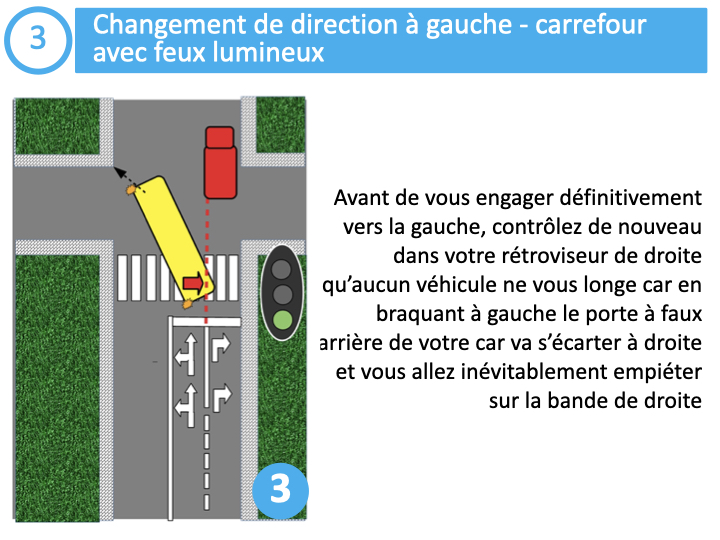 3
Changement de direction à gauche - carrefour
avec feux lumineux
Avant de vous engager définitivement
vers la gauche, contrôlez de nouveau
dans votre rétroviseur de droite
qu’aucun véhicule ne vous longe car en
braquant à gauche le porte à faux
arrière de votre car va s’écarter à droite
et vous allez inévitablement empiéter
sur la bande de droite
3